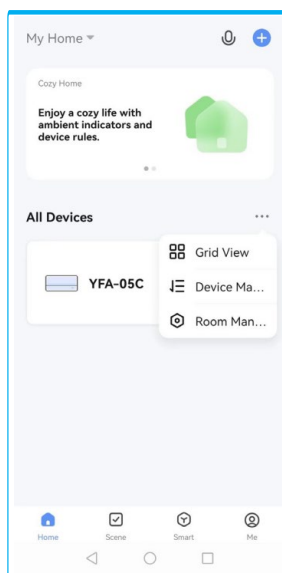 My Home
Cozy Home
Enjoy a cozy life with
ambient indicators and
device rules.
All Devices
Grid View
YFA-05C
Device Ma...
Room Man...
Home
Scene
Smart
Me